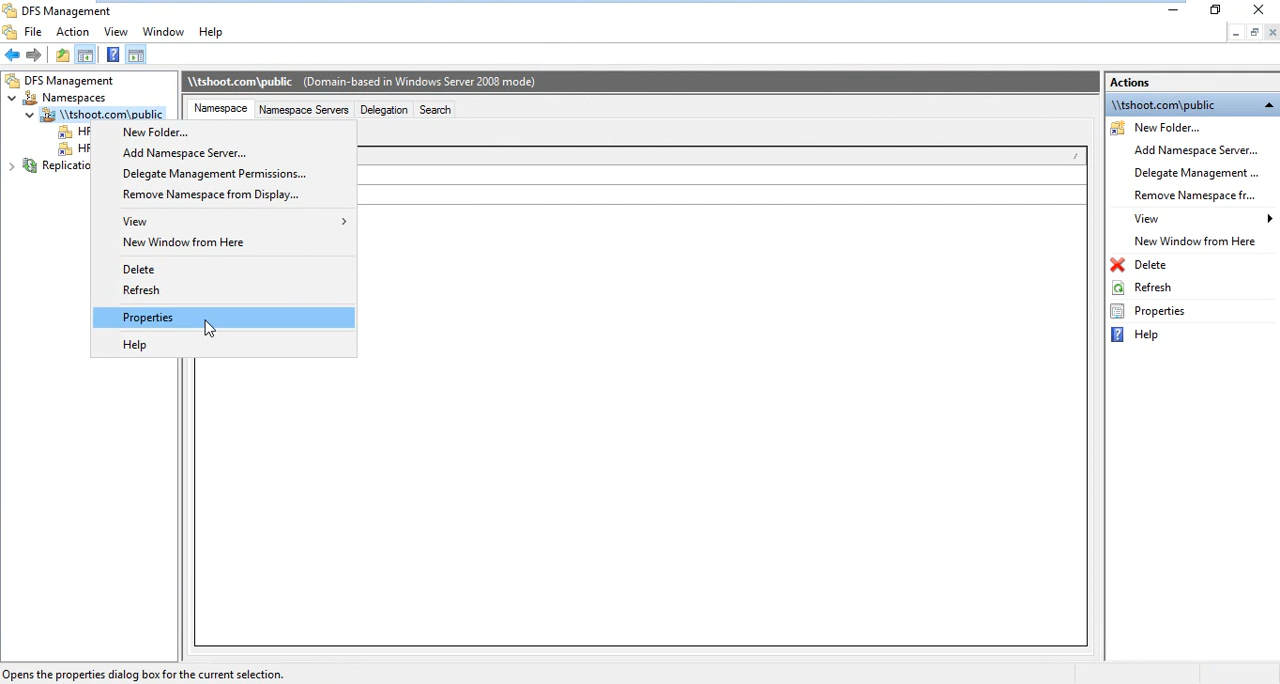 DFS Management
File Action View Window Help
DFS Management
Namespaces
\\tshoot.com\public
HF
HF
Replicatio
\\tshoot.com\public (Domain-based in Windows Server 2008 mode)
Namespace Namespace Servers Delegation Search
New Folder...
Add Namespace Server...
Delegate Management Permissions...
Remove Namespace from Display...
View
New Window from Here
Delete
Refresh
Properties
Help
Actions
\\tshoot.com\public
New Folder...
Add Namespace Server...
Delegate Management ...
Remove Namespace fr...
View
New Window from Here
Delete
Refresh
Properties
Help
Opens the properties dialog box for the current selection.